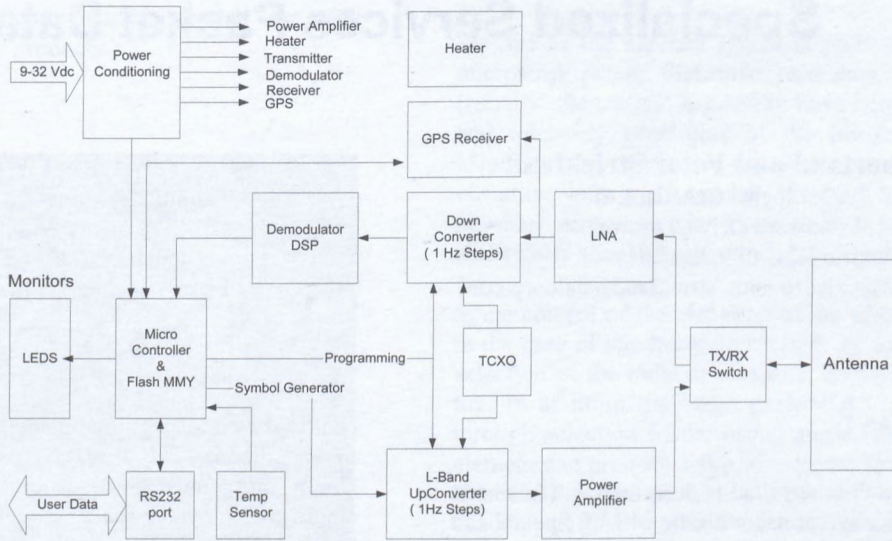 Power Conditioning
9-32 Vdc
Power Amplifier
Heater
Transmitter
Demodulator
Receiver
GPS
Heater
GPS Receiver
Demodulator
DSP
Down
Converter
( 1 Hz Steps)
LNA
Monitors
LEDS
Micro
Controller
&
Flash MMY
Programming
Symbol Generator
TCXO
TX/RX
Switch
Antenna
User Data
RS232
port
Temp
Sensor
L-Band
UpConverter
( 1Hz Steps)
Power
Amplifier